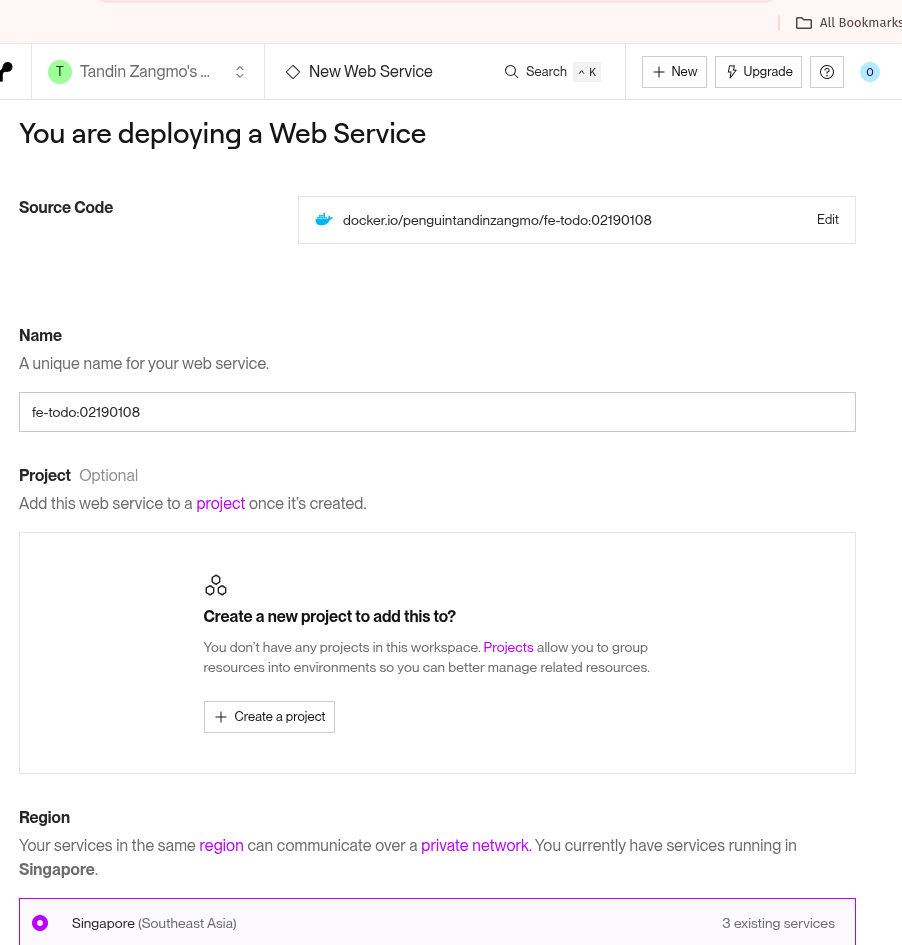 All Bookmarks
T Tandin Zangmo's ... New Web Service Search ^ K + New Upgrade ? 0
You are deploying a Web Service
Source Code
docker.io/penguintandinzangmo/fe-todo:02190108 Edit
Name
A unique name for your web service.
fe-todo:02190108
Project Optional
Add this web service to a project once it's created.
Create a new project to add this to?
You don't have any projects in this workspace. Projects allow you to group
resources into environments so you can better manage related resources.
+ Create a project
Region
Your services in the same region can communicate over a private network. You currently have services running in
Singapore.
Singapore (Southeast Asia) 3 existing services